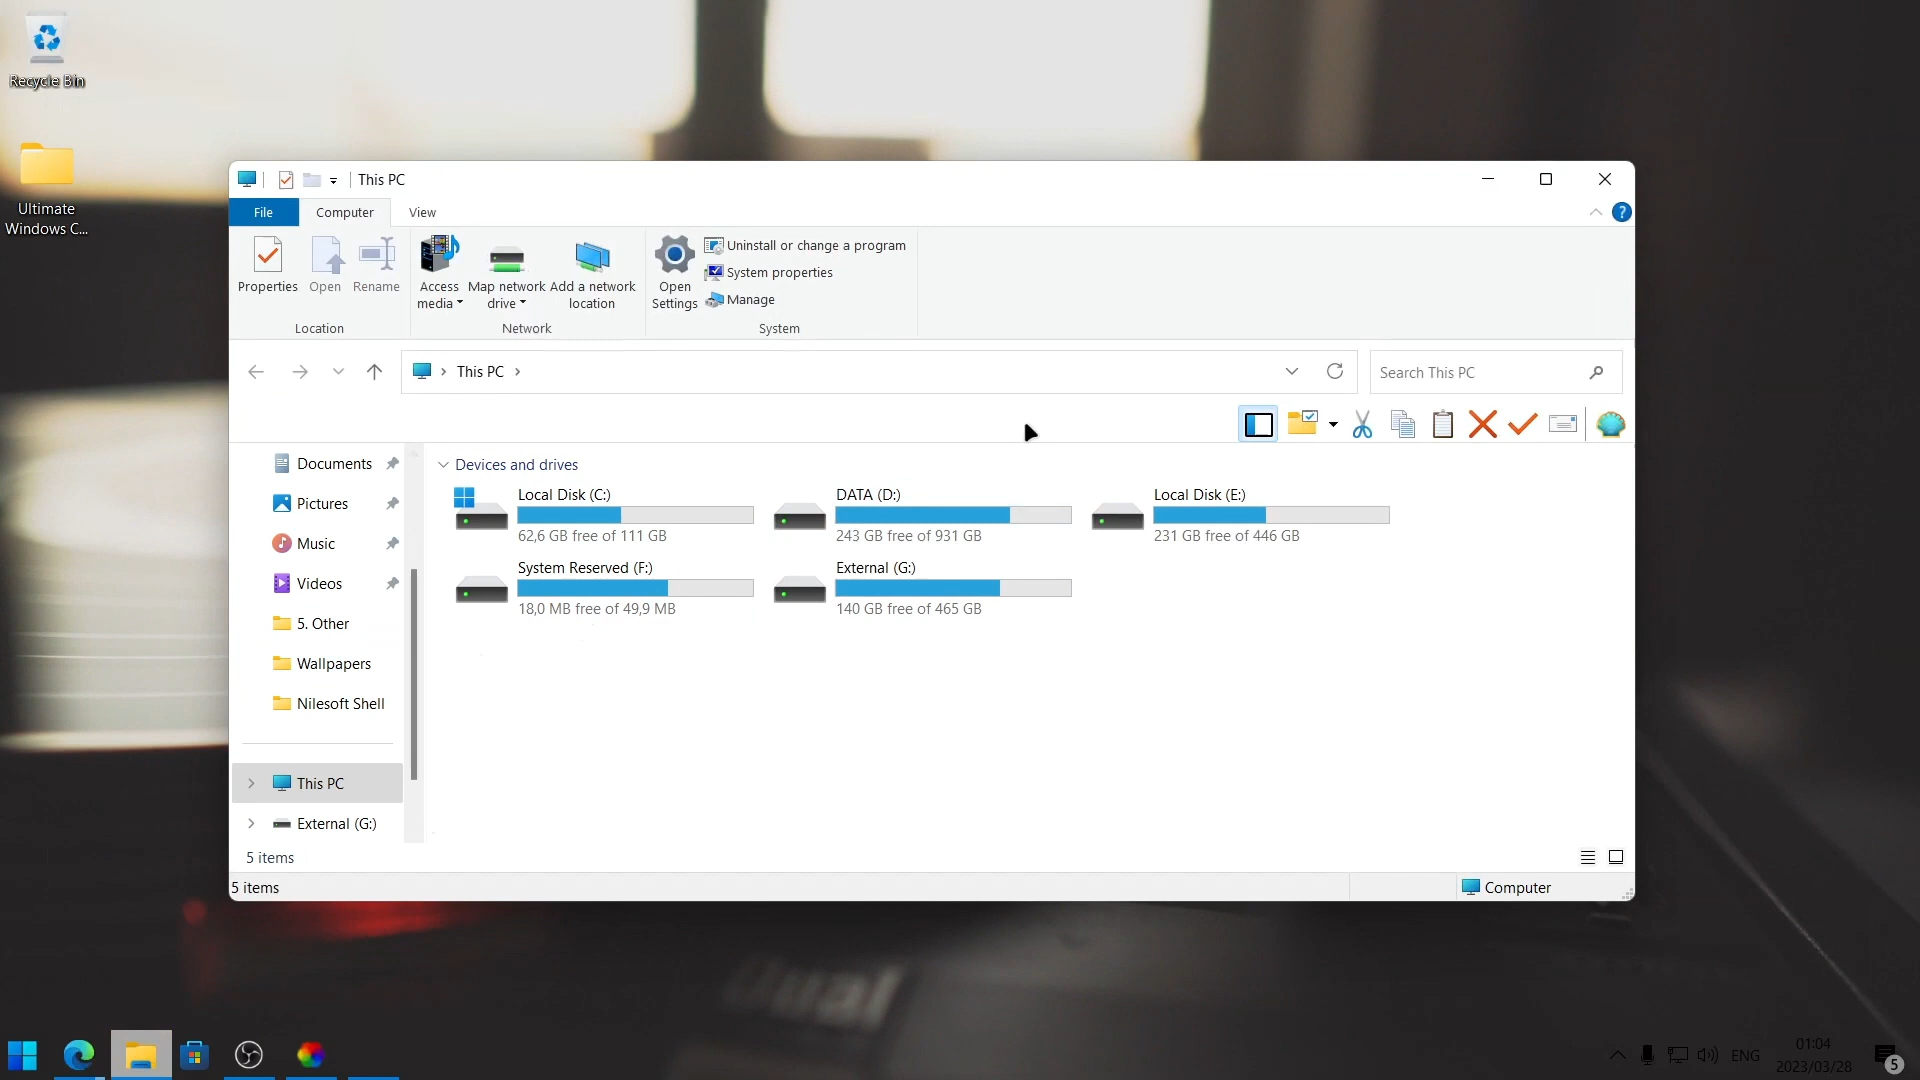 Recycle Bin
Ultimate
Windows C...
This PC
File
Computer
View
?
Properties
Open
Rename
Access
media
Map network
drive
Add a network
location
Open
Settings
Uninstall or change a program
System properties
Manage
Location
Network
System
This PC
Search This PC
Documents
Pictures
Music
Videos
5. Other
Wallpapers
Nilesoft Shell
This PC
External (G:)
Devices and drives
Local Disk (C:)
62,6 GB free of 111 GB
DATA (D:)
243 GB free of 931 GB
Local Disk (E:)
231 GB free of 446 GB
System Reserved (F:)
18,0 MB free of 49,9 MB
External (G:)
140 GB free of 465 GB
5 items
5 items
Computer
Dual
ENG
01:04
2023/03/28
5